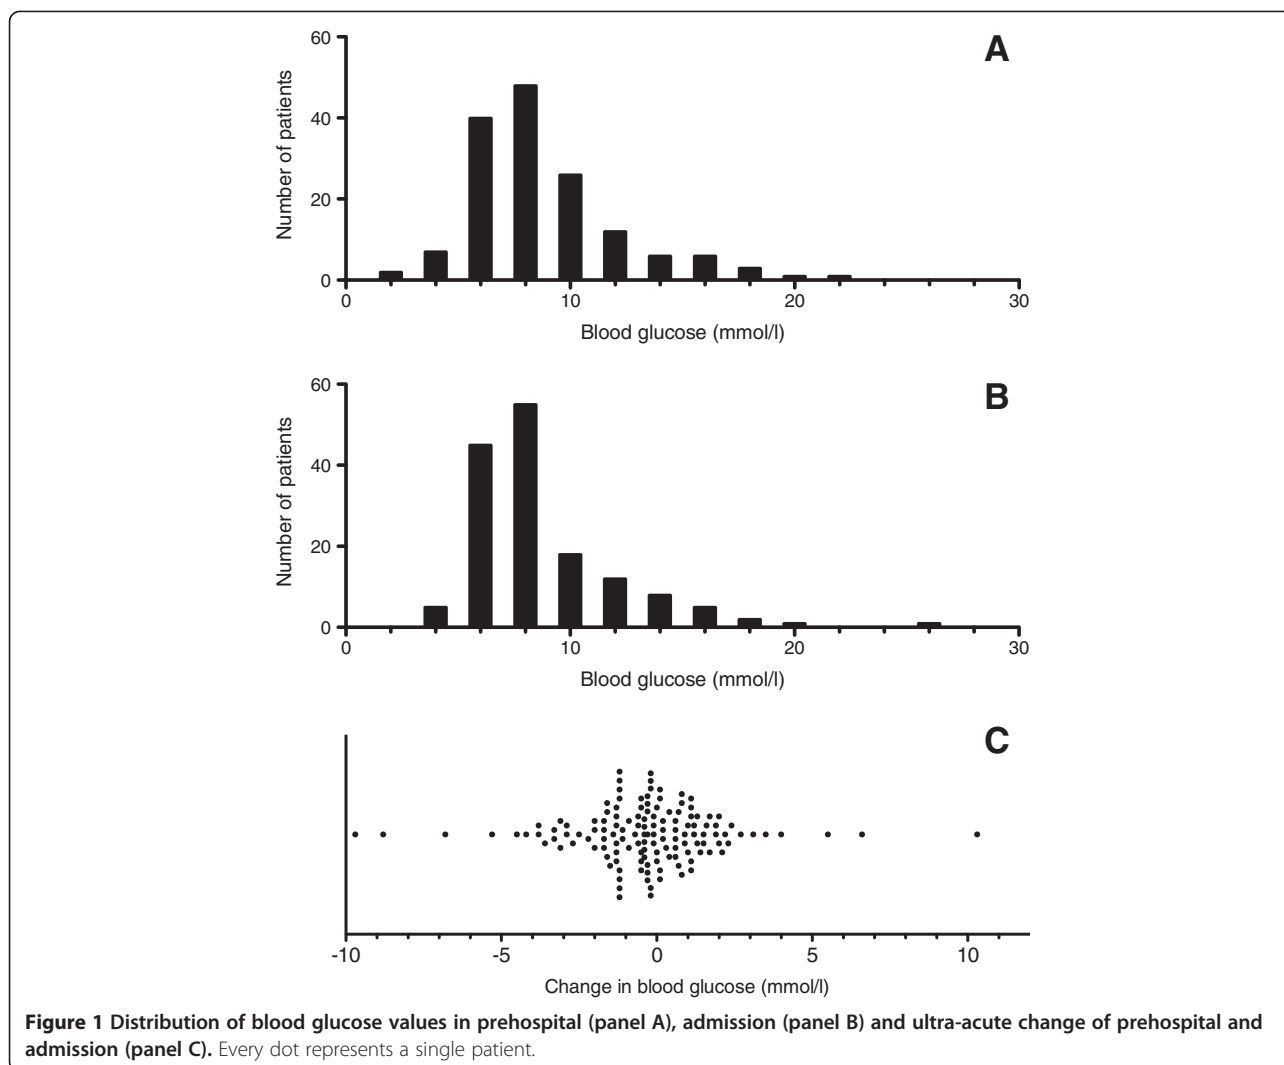 A
60
40
20
0
Number of patients
0 10 20 30
Blood glucose (mmol/l)
B
60
40
20
0
Number of patients
0 10 20 30
Blood glucose (mmol/l)
C
-10 -5 0 5 10
Change in blood glucose (mmol/l)
Figure 1 Distribution of blood glucose values in prehospital (panel A), admission (panel B) and ultra-acute change of prehospital and
admission (panel C). Every dot represents a single patient.